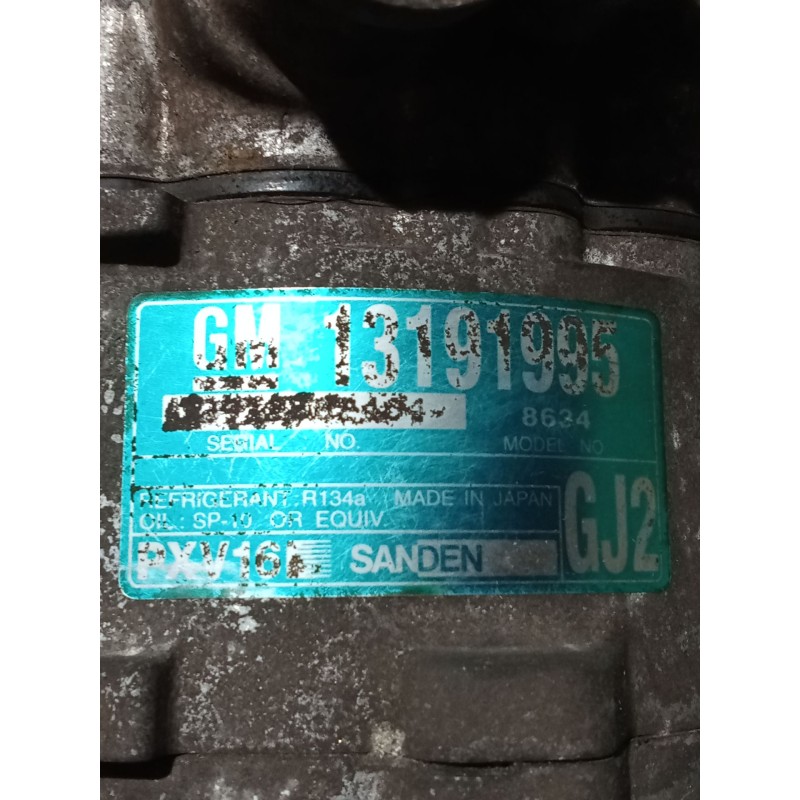 GM 13191995
8634
SERIAL NO. MODEL NO
REFRIGERANT: R134a MADE IN JAPAN
OIL: SP-10 OR EQUIV
GJ2
PXV16 SANDEN